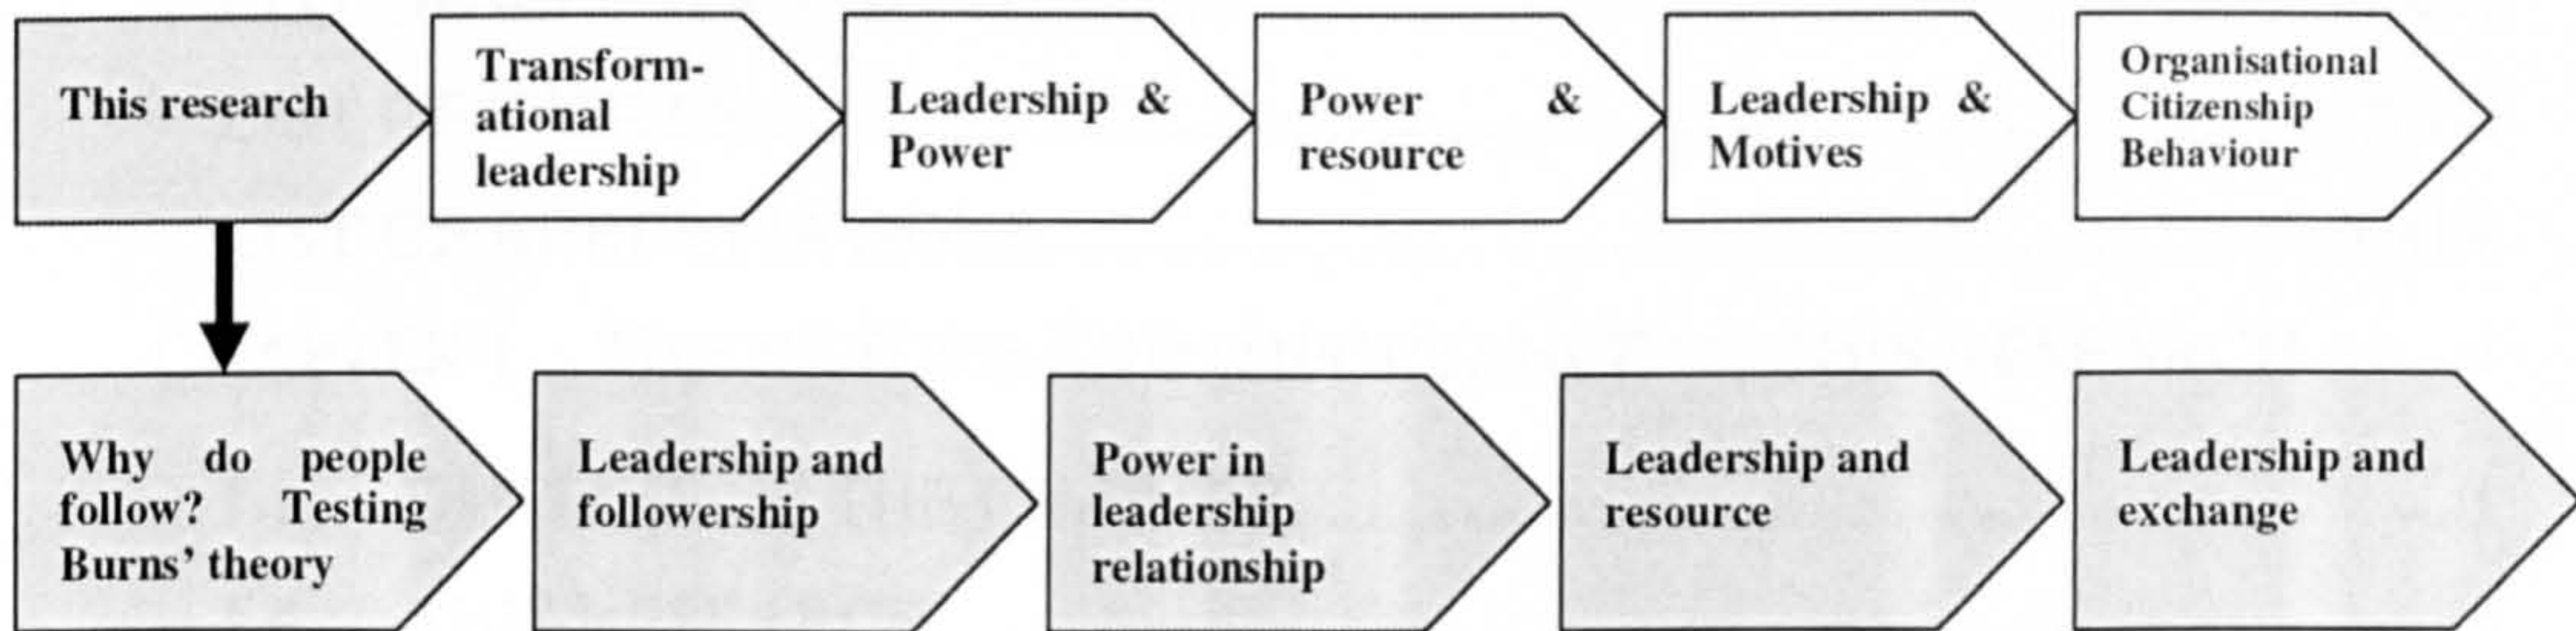 This research
Transform-
ational
leadership
Leadership &
Power
Power &
resource
Leadership &
Motives
Organisational
Citizenship
Behaviour
Why do people
follow? Testing
Burns’ theory
Leadership and
followership
Power in
leadership
relationship
Leadership and
resource
Leadership and
exchange